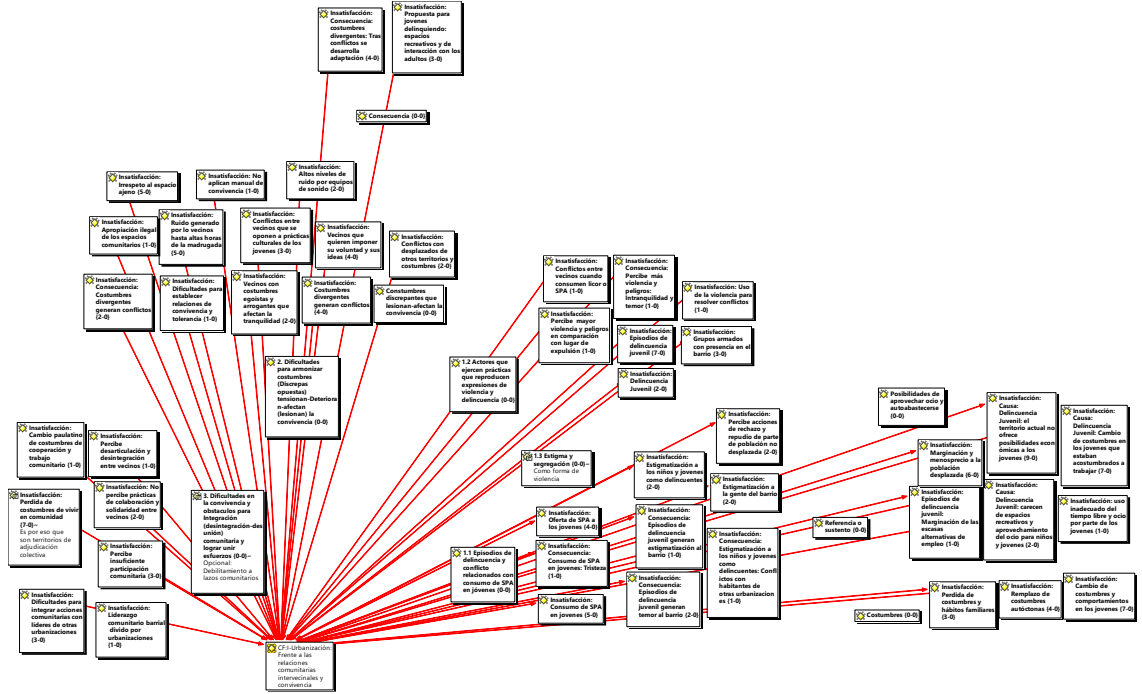 Insatisfacción:
Consecuencia:
costumbres
divergentes: Tras
conflictos se
desarrolla
adaptación (4-0)
Insatisfacción:
Propuesta para
jovenes
delinquiendo:
espacios
recreativos y de
interacción con los
adultos (3-0)
Consecuencia (0-0)
Insatisfacción:
Irrespeto al espacio
ajeno (5-0)
Insatisfacción: No
aplican manual de
convivencia (1-0)
Insatisfacción:
Altos niveles de
ruido por equipos
de sonido (2-0)
Insatisfacción:
Apropiación ilegal
de los espacios
comunitarios (1-0)
Insatisfacción:
Ruido generado
por lo vecinos
hasta altas horas
de la madrugada
(5-0)
Insatisfacción:
Conflictos entre
vecinos que se
oponen a prácticas
culturales de los
jovenes (3-0)
Insatisfacción:
Vecinos que
quieren imponer
su voluntad y sus
ideas (4-0)
Insatisfacción:
Conflictos con
desplazados de
otros territorios y
costumbres (2-0)
Insatisfacción:
Consecuencia:
Costumbres
divergentes
generan conflictos
(2-0)
Insatisfacción:
Dificultades para
establecer
relaciones de
convivencia y
tolerancia (1-0)
Insatisfacción:
Vecinos con
costumbres
egoistas y
arrogantes que
afectan la
tranquilidad (2-0)
Insatisfacción:
Costumbres
divergentes
generan conflictos
(4-0)
Constumbres
discrepantes que
lesionan-afectan la
convivencia (0-0)
Insatisfacción:
Conflictos entre
vecinos cuando
consumen licor o
SPA (1-0)
Insatisfacción:
Consecuencia:
Percibe más
violencia y
peligros:
Intranquilidad y
temor (1-0)
Insatisfacción: Uso
de la violencia para
resolver conflictos
(1-0)
Insatisfacción:
Percibe mayor
violencia y peligros
en comparación
con lugar de
expulsión (1-0)
Insatisfacción:
Episodios de
delincuencia
juvenil (7-0)
Insatisfacción:
Grupos armados
con presencia en el
barrio (3-0)
Insatisfacción:
Delincuencia
Juvenil (2-0)
2. Dificultades
para armonizar
costumbres
(Discrepas
opuestas)
tensionan-Deteriora
n-afectan
(lesionan) la
convivencia (0-0)
1.2 Actores que
ejercen prácticas
que reproducen
expresiones de
violencia y
delincuencia (0-0)
Insatisfacción:
Percibe acciones
de rechazo y
repudio de parte
de población no
desplazada (2-0)
Posibilidades de
aprovechar ocio y
autoabastecerse
(0-0)
Insatisfacción:
Causa:
Delincuencia
Juvenil: el
territorio actual no
ofrece
posibilidades econ
ómicas a los
jovenes (9-0)
Insatisfacción:
Causa:
Delincuencia
Juvenil: Cambio
de costumbres en
los jovenes que
estaban
acostumbrados a
trabajar (7-0)
Insatisfacción:
Cambio paulatino
de costumbres de
cooperación y
trabajo
comunitario (1-0)
Insatisfacción:
Percibe
desarticulación y
desintegración
entre vecinos (1-0)
1.3 Estigma y
segregación (0-0)~
Como forma de
violencia
Insatisfacción:
Estigmatización a
los niños y jovenes
como delincuentes
(2-0)
Insatisfacción:
Estigmatización a
la gente del barrio
(2-0)
Insatisfacción:
Marginación y
menosprecio a la
población
desplazada (6-0)
Insatisfacción:
Perdida de
costumbres de vivir
en comunidad
(7-0)~
Es por eso que
son territorios de
adjudicación
colectiva
Insatisfacción: No
percibe prácticas
de colaboración y
solidaridad entre
vecinos (2-0)
3. Dificultades en
la convivencia y
obstaculos para
Integración
(desintegración-des
unión)
comunitaria y
lograr unir
esfuerzos (0-0)~
Opcional:
Debilitamiento a
lazos comunitarios
Insatisfacción:
Oferta de SPA a
los jovenes (4-0)
Insatisfacción:
Consecuencia:
Episodios de
delincuencia
juvenil generan
estigmatización al
barrio (1-0)
Referencia o
sustento (0-0)
Insatisfacción:
Episodios de
delincuencia
juvenil:
Marginación de las
escasas
alternativas de
empleo (1-0)
Insatisfacción:
Causa:
Delincuencia
Juvenil: carecen
de espacios
recreativos y
aprovechamiento
del ocio para niños
y jovenes (2-0)
Insatisfacción: uso
inadecuado del
tiempo libre y ocio
por parte de los
jovenes (1-0)
Insatisfacción:
Percibe
insuficiente
participación
comunitaria (3-0)
1.1 Episodios de
delincuencia y
conflicto
relacionados con
consumo de SPA
en jóvenes (0-0)
Insatisfacción:
Consecuencia:
Consumo de SPA
en jovenes: Tristeza
(1-0)
Insatisfacción:
Consecuencia:
Estigmatización a
los niños y jovenes
como
delincuentes: Confl
ictos con
habitantes de
otras urbanizacion
es (1-0)
Insatisfacción:
Consecuencia:
Episodios de
delincuencia
juvenil generan
temor al barrio (2-0)
Insatisfacción:
Consumo de SPA
en jovenes (5-0)
Insatisfacción:
Dificultades para
integrar acciones
comunitarias con
lideres de otras
urbanizaciones
(3-0)
Insatisfacción:
Liderazgo
comunitario barrial
divido por
urbanizaciones
(1-0)
Costumbres (0-0)
Insatisfacción:
Perdida de
costumbres y
hábitos familiares
(3-0)
Insatisfacción:
Remplazo de
costumbres
autóctonas (4-0)
Insatisfacción:
Cambio de
costumbres y
comportamientos
en los jovenes (7-0)
CF:I-Urbanización:
Frente a las
relaciones
comunitarias
intervecinales y
convivencia